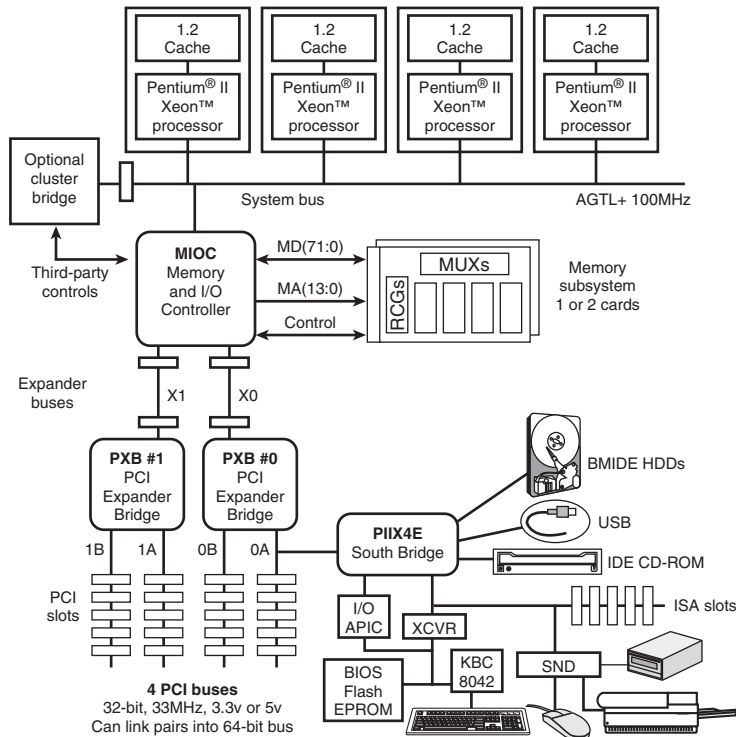 1.2
Cache
Pentium® II
Xeon™
processor
1.2
Cache
Pentium® II
Xeon™
processor
1.2
Cache
Pentium® II
Xeon™
processor
1.2
Cache
Pentium® II
Xeon™
processor
Optional
cluster
bridge
System bus
AGTL+ 100MHz
Third-party
controls
MIOC
Memory
and I/O
Controller
MD(71:0)
MA(13:0)
Control
MUXs
RCGs
Memory
subsystem
1 or 2 cards
Expander
buses
X1
X0
PXB #1
PCI
Expander
Bridge
PXB #0
PCI
Expander
Bridge
1B
1A
0B
0A
PCI
slots
4 PCI buses
32-bit, 33MHz, 3.3v or 5v
Can link pairs into 64-bit bus
PIIX4E
South Bridge
BMIDE HDDs
USB
IDE CD-ROM
ISA slots
I/O
APIC
XCVR
BIOS
Flash
EPROM
KBC
8042
SND